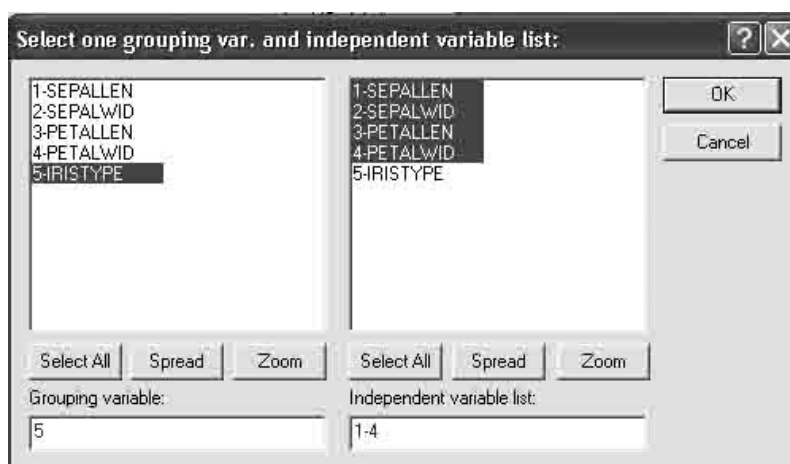 Select one grouping var. and independent variable list:
1-SEPALLEN
2-SEPALWID
3-PETALLEN
4-PETALWID
5-IRISTYPE
1-SEPALLEN
2-SEPALWID
3-PETALLEN
4-PETALWID
5-IRISTYPE
OK
Cancel
Select All
Spread
Zoom
Select All
Spread
Zoom
Grouping variable:
5
Independent variable list:
1-4